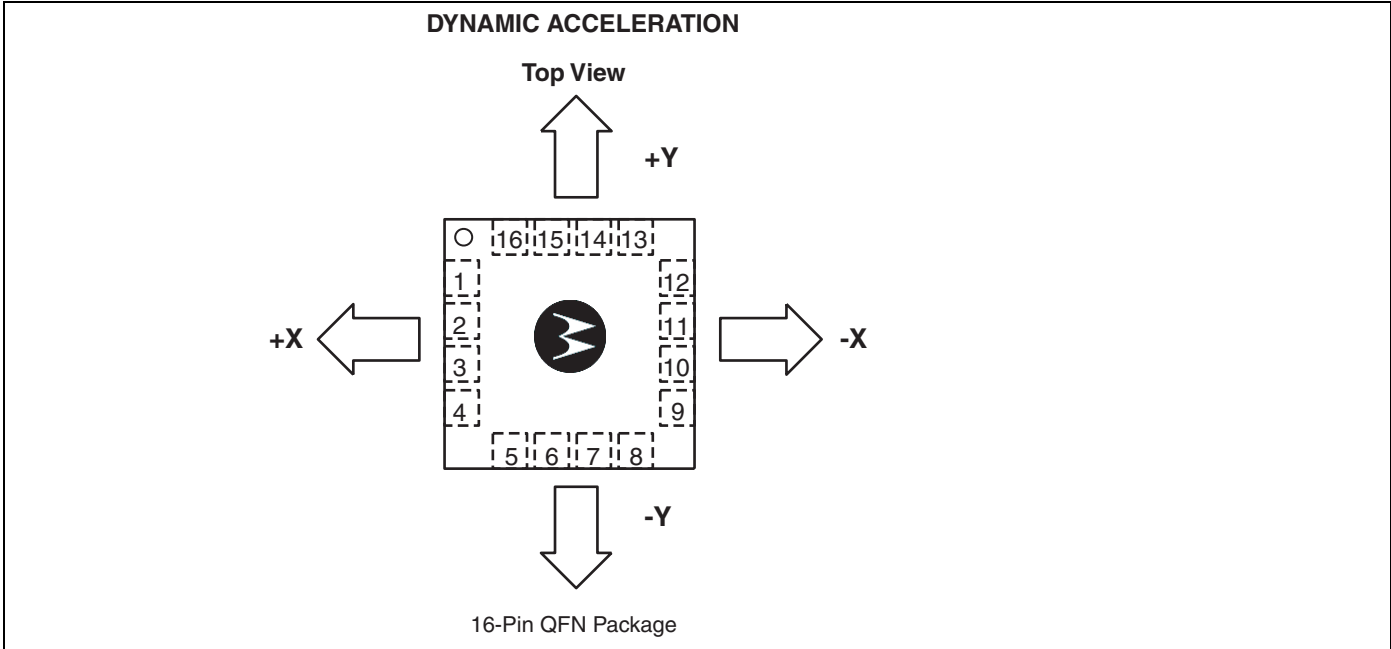 DYNAMIC ACCELERATION
Top View
+Y
16 15 14 13
1 12
2 11
+X -X
3 10
4 9
5 6 7 8
-Y
16-Pin QFN Package